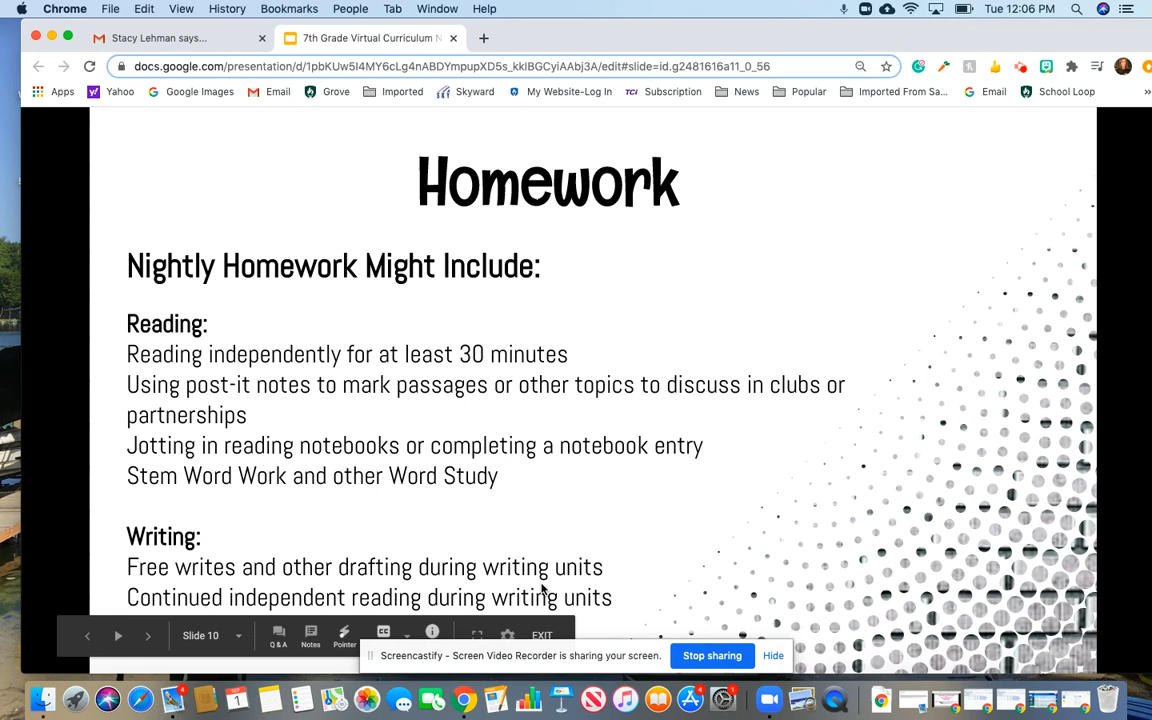 Chrome File Edit View History Bookmarks People Tab Window Help Tue 12:06 PM
Stacy Lehman says... 7th Grade Virtual Curriculum N
docs.google.com/presentation/d/1pbKUw5I4MY6cLg4nABDYmpupXD5s_kkIBGCyiAAbj3A/edit#slide=id.g2481616a11_0_56
Apps Yahoo Google Images Email Grove Imported Skyward My Website-Log In TCi Subscription News Popular Imported From Sa... Email School Loop »
Homework
Nightly Homework Might Include:
Reading:
Reading independently for at least 30 minutes
Using post-it notes to mark passages or other topics to discuss in clubs or
partnerships
Jotting in reading notebooks or completing a notebook entry
Stem Word Work and other Word Study
Writing:
Free writes and other drafting during writing units
Continued independent reading during writing units
Slide 10 Q & A Notes Pointer CC EXIT
Screencastify - Screen Video Recorder is sharing your screen. Stop sharing Hide